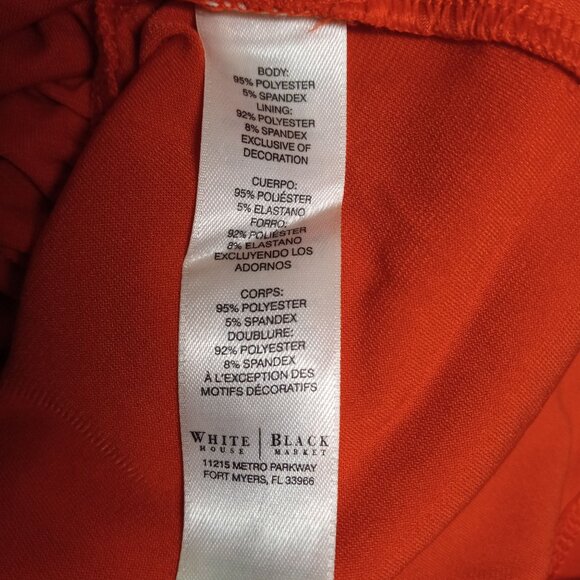 BODY:
95% POLYESTER
5% SPANDEX
LINING:
92% POLYESTER
8% SPANDEX
EXCLUSIVE OF
DECORATION
CUERPO:
95% POLIÉSTER
5% ELASTANO
FORRO:
92% POLIÉSTER
8% ELASTANO
EXCLUYENDO LOS
ADORNOS
CORPS:
95% POLYESTER
5% SPANDEX
DOUBLURE:
92% POLYESTER
8% SPANDEX
À L'EXCEPTION DES
MOTIFS DÉCORATIFS
WHITE | BLACK
HOUSE | MARKET
11215 METRO PARKWAY
FORT MYERS, FL 33966